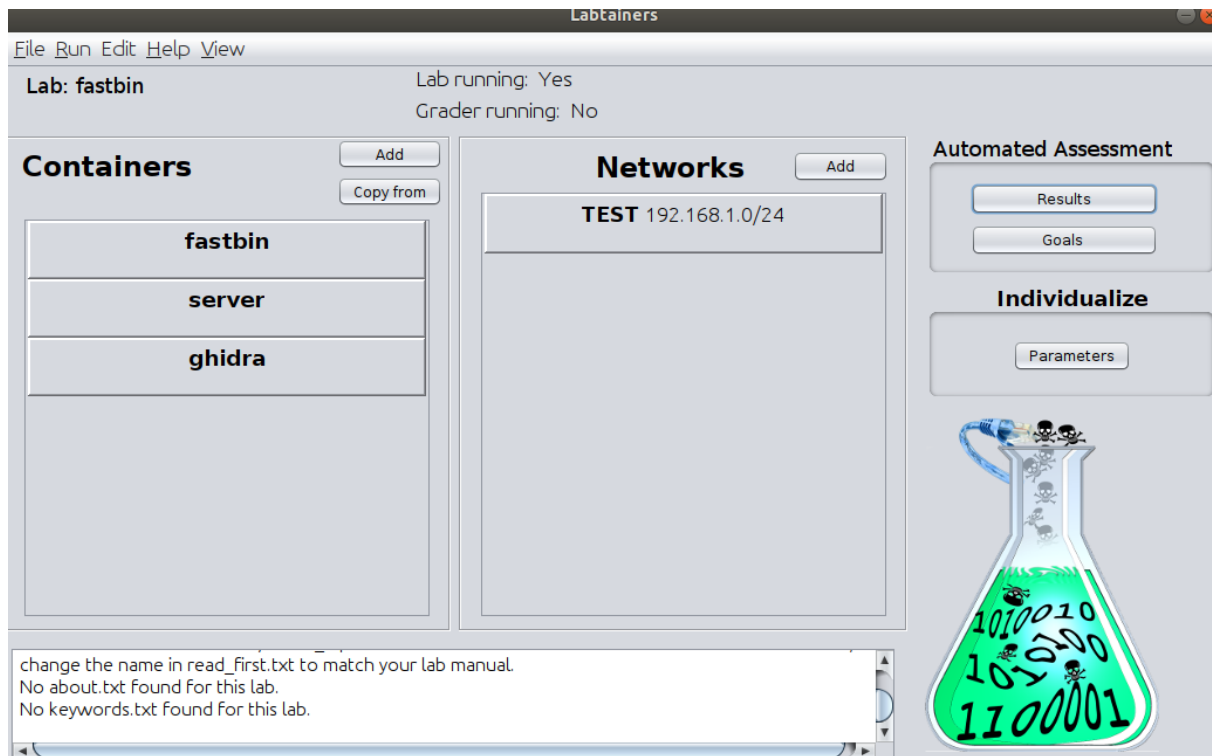 Labtainers
File Run Edit Help View
Lab: fastbin
Lab running: Yes
Grader running: No
Containers
Add
Copy from
fastbin
server
ghidra
Networks
Add
TEST 192.168.1.0/24
Automated Assessment
Results
Goals
Individualize
Parameters
1010010
1010100
1100001
change the name in read_first.txt to match your lab manual.
No about.txt found for this lab.
No keywords.txt found for this lab.